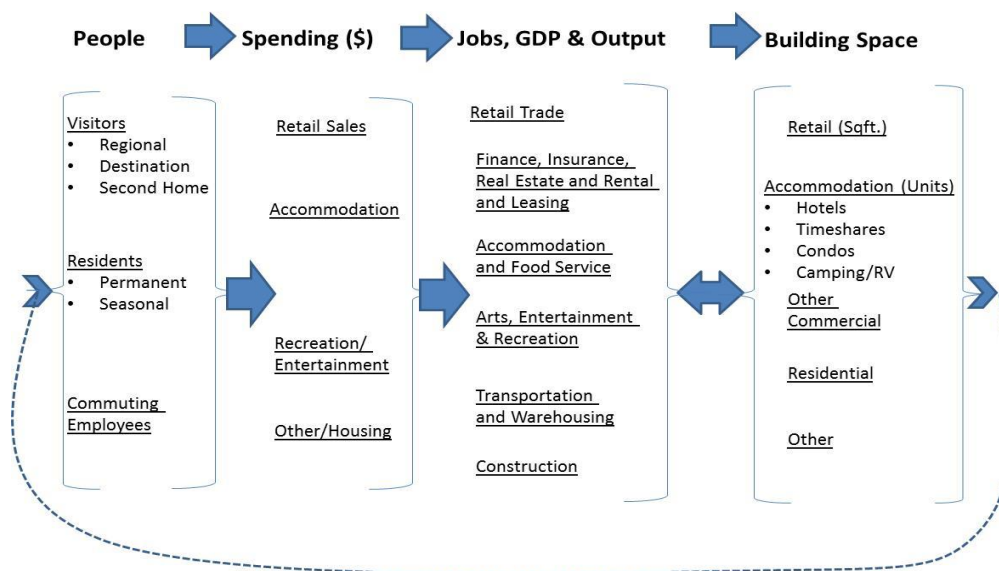 People
Spending ($)
Jobs, GDP & Output
Building Space
Visitors
• Regional
• Destination
• Second Home
Residents
• Permanent
• Seasonal
Commuting
Employees
Retail Sales
Accommodation
Recreation/
Entertainment
Other/Housing
Retail Trade
Finance, Insurance,
Real Estate and Rental
and Leasing
Accommodation
and Food Service
Arts, Entertainment
& Recreation
Transportation
and Warehousing
Construction
Retail (Sqft.)
Accommodation (Units)
• Hotels
• Timeshares
• Condos
• Camping/RV
Other
Commercial
Residential
Other